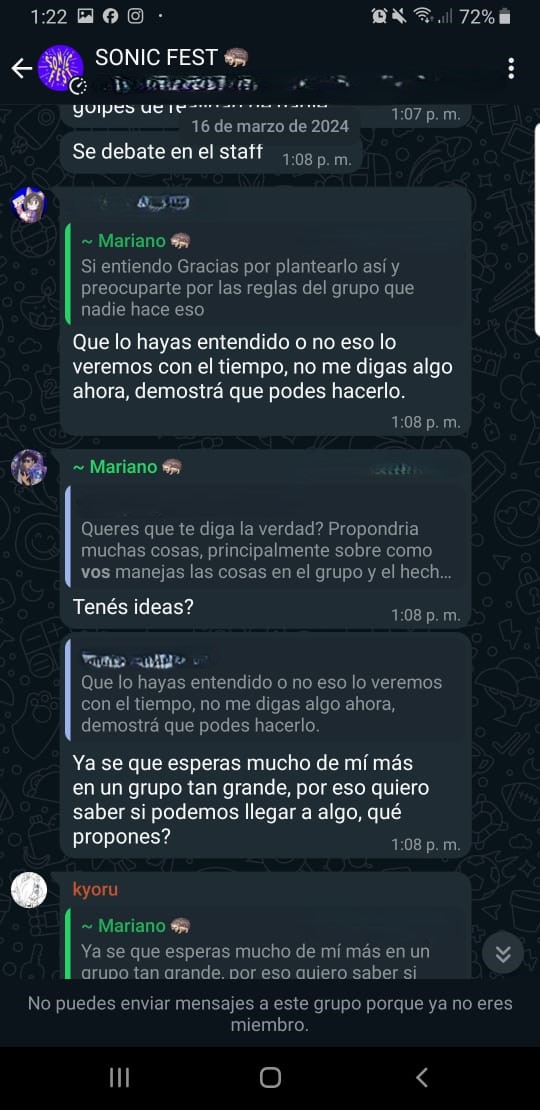 1:22
72%
SONIC FEST
golpes de
1:07 p. m.
16 de marzo de 2024
Se debate en el staff
1:08 p. m.
~ Mariano
Si entiendo Gracias por plantearlo así y
preocuparte por las reglas del grupo que
nadie hace eso
Que lo hayas entendido o no eso lo
veremos con el tiempo, no me digas algo
ahora, demostrá que podes hacerlo.
1:08 p. m.
~ Mariano
Queres que te diga la verdad? Propondria
muchas cosas, principalmente sobre como
vos manejas las cosas en el grupo y el hech...
Tenés ideas?
1:08 p. m.
Que lo hayas entendido o no eso lo veremos
con el tiempo, no me digas algo ahora,
demostrá que podes hacerlo.
Ya se que esperas mucho de mí más
en un grupo tan grande, por eso quiero
saber si podemos llegar a algo, qué
propones?
1:08 p. m.
kyoru
~ Mariano
Ya se que esperas mucho de mí más en un
grupo tan grande, por eso quiero saber si
No puedes enviar mensajes a este grupo porque ya no eres
miembro.